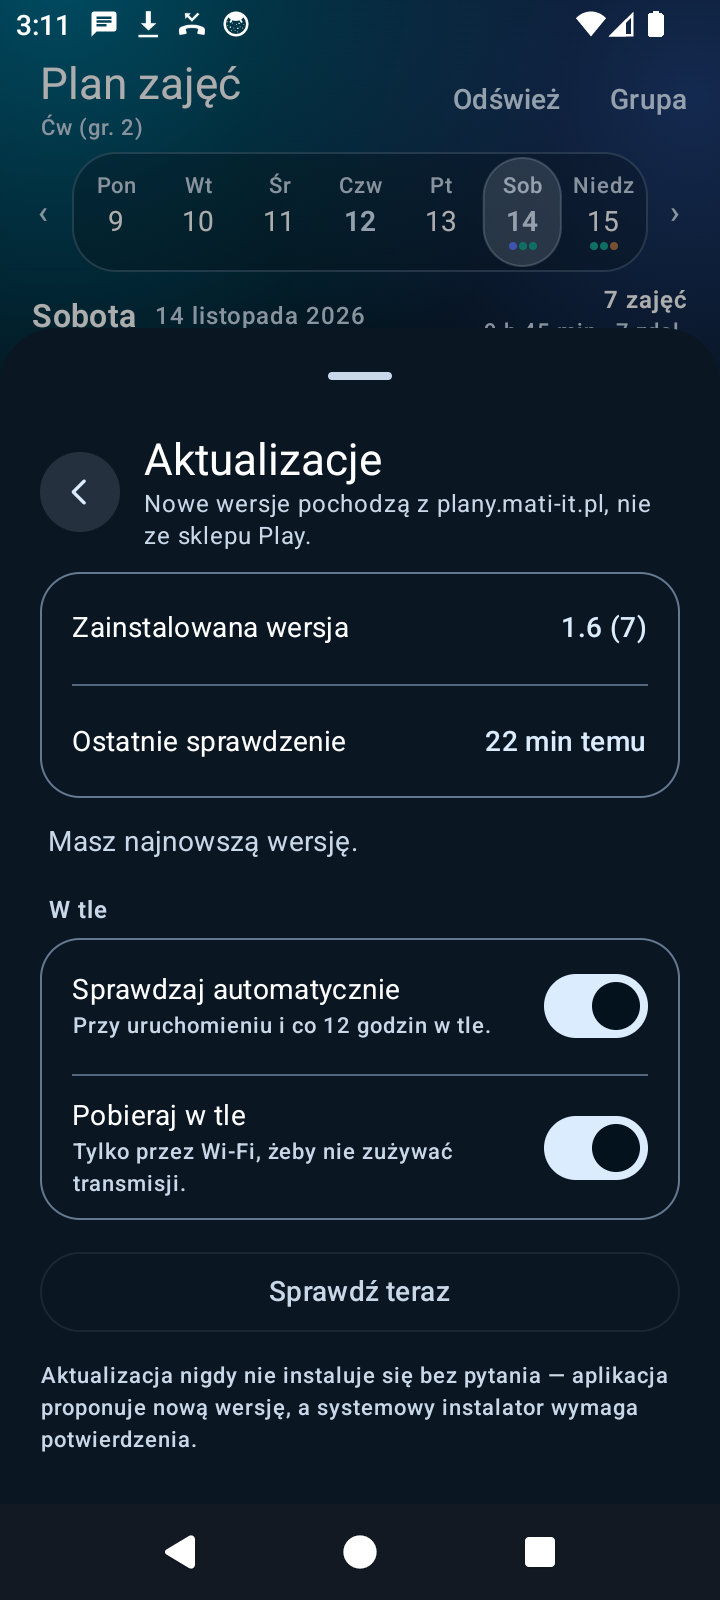 3:11
Plan zajęć
Odśwież
Grupa
Ćw (gr. 2)
Pon Wt Śr Czw Pt Sob Niedz
‹ 9 10 11 12 13 14 15 ›
Sobota 14 listopada 2026
7 zajęć
Aktualizacje
Nowe wersje pochodzą z plany.mati-it.pl, nie
ze sklepu Play.
Zainstalowana wersja 1.6 (7)
Ostatnie sprawdzenie 22 min temu
Masz najnowszą wersję.
W tle
Sprawdzaj automatycznie
Przy uruchomieniu i co 12 godzin w tle.
Pobieraj w tle
Tylko przez Wi-Fi, żeby nie zużywać
transmisji.
Sprawdź teraz
Aktualizacja nigdy nie instaluje się bez pytania — aplikacja
proponuje nową wersję, a systemowy instalator wymaga
potwierdzenia.